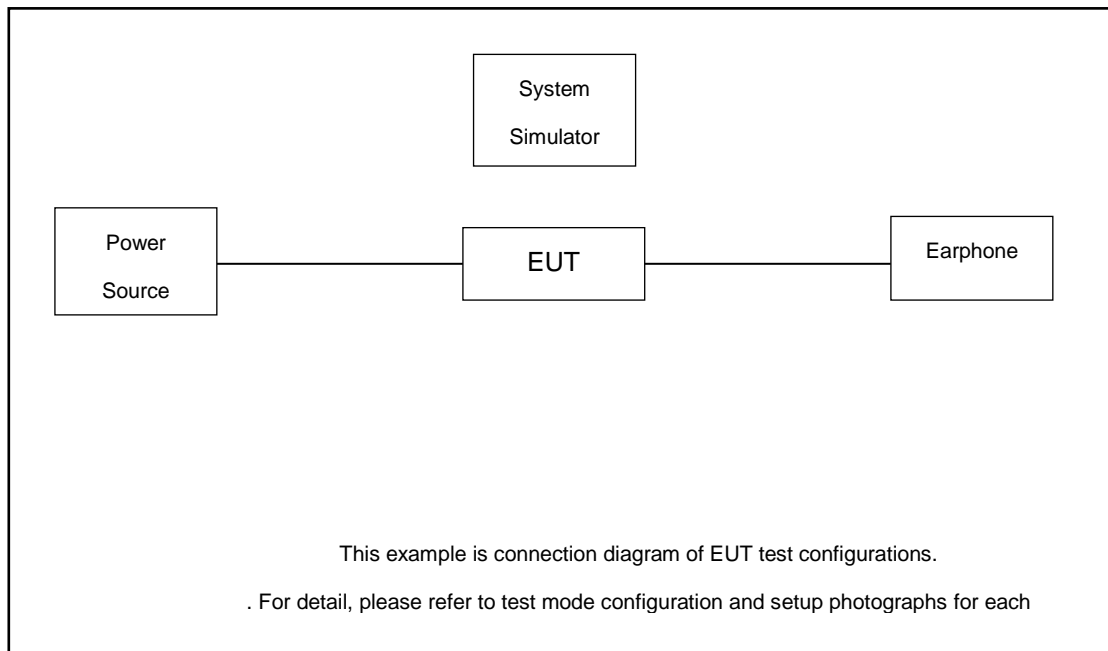 System
Simulator
Power
Source
EUT
Earphone
This example is connection diagram of EUT test configurations.
. For detail, please refer to test mode configuration and setup photographs for each